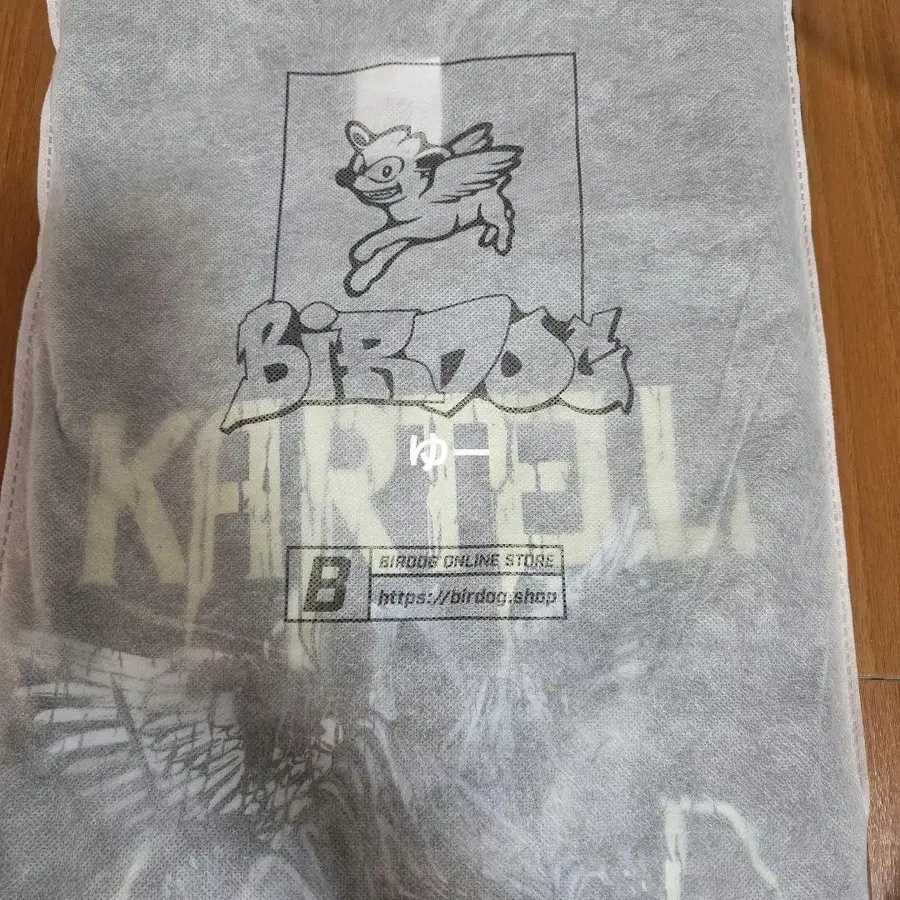 BiRDOG
KARTEL
ゆー
B
BIRDOG ONLINE STORE
https://birdog.shop